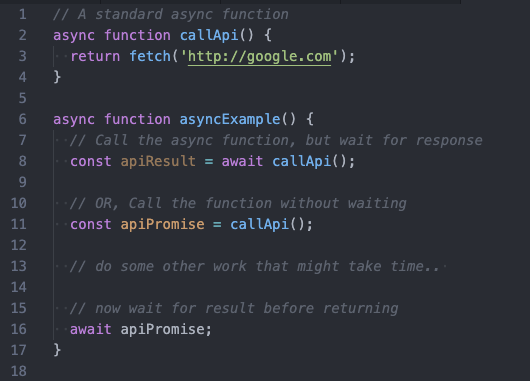 1 // A standard async function
2 async function callApi() {
3 return fetch('http://google.com');
4 }
5
6 async function asyncExample() {
7 // Call the async function, but wait for response
8 const apiResult = await callApi();
9
10 // OR, Call the function without waiting
11 const apiPromise = callApi();
12
13 // do some other work that might take time..
14
15 // now wait for result before returning
16 await apiPromise;
17 }
18